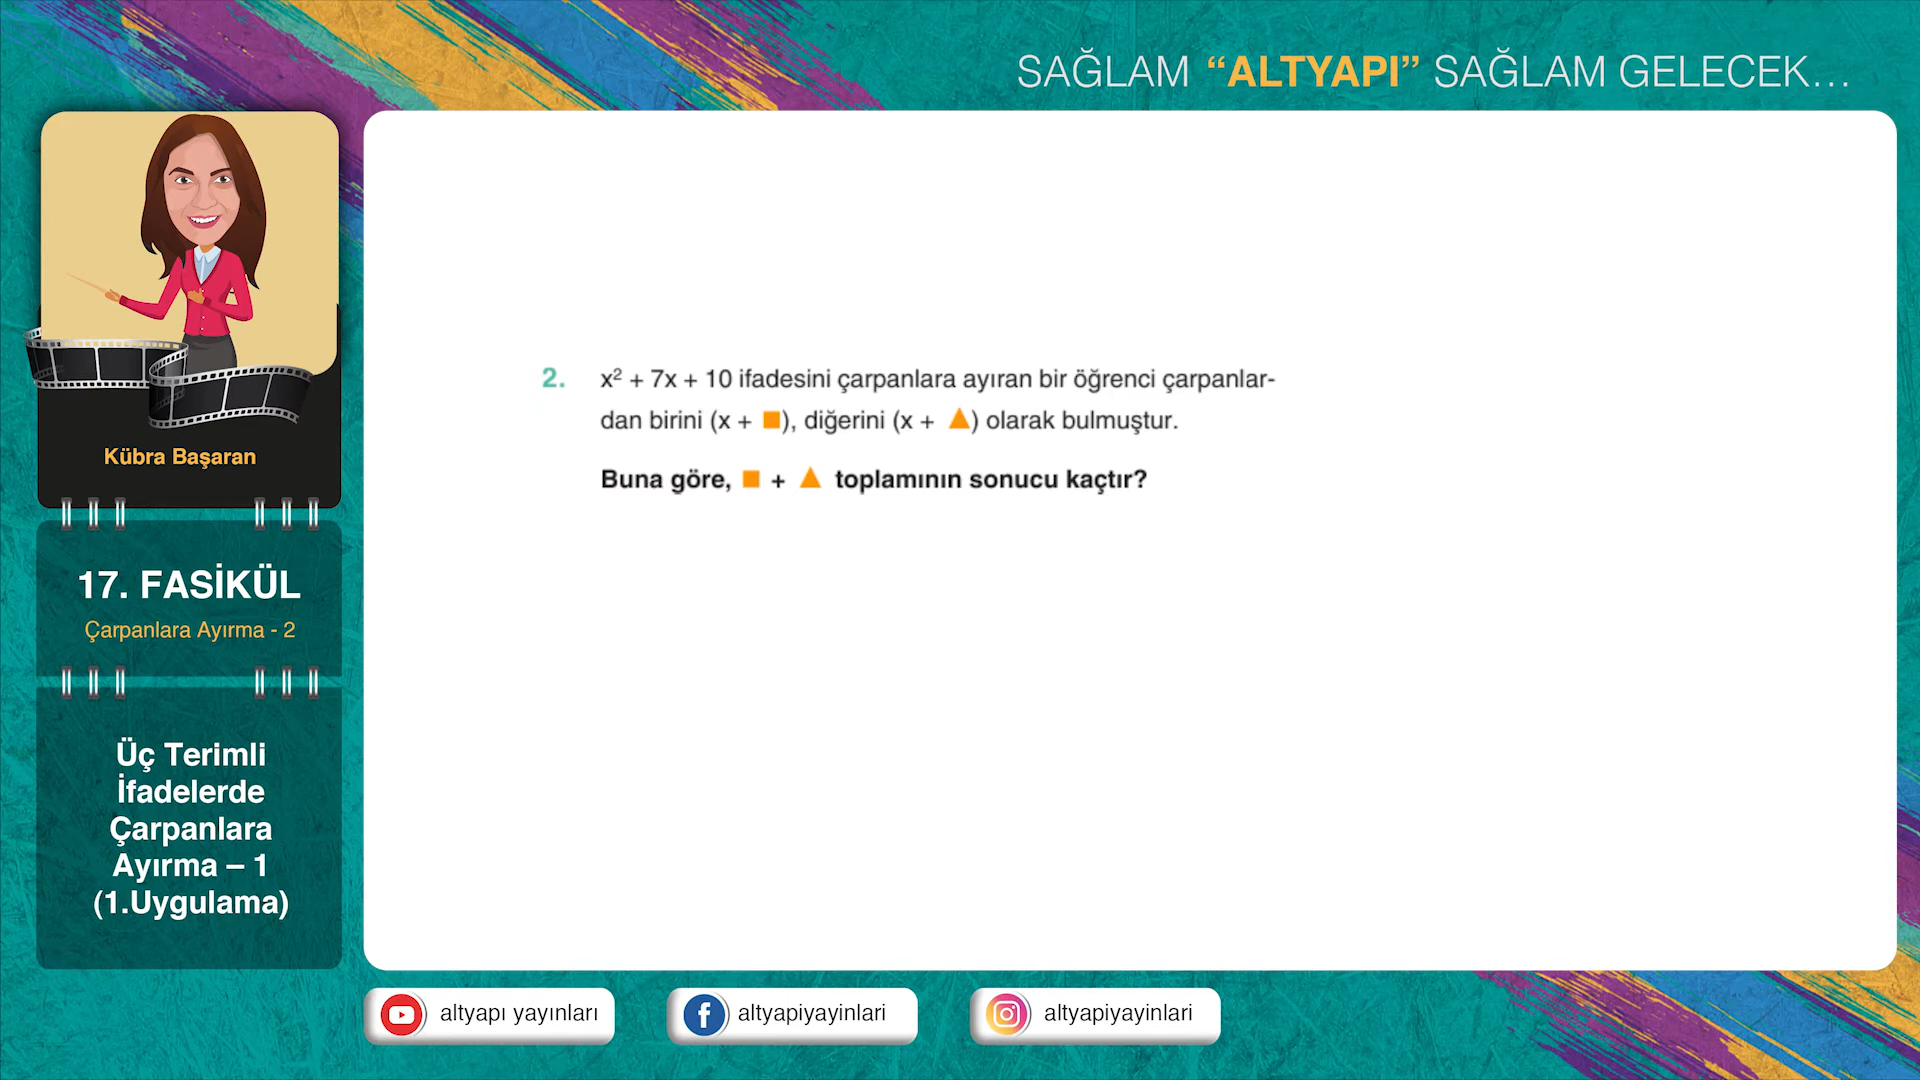 SAĞLAM “ALTYAPI” SAĞLAM GELECEK...
Kübra Başaran
17. FASİKÜL
Çarpanlara Ayırma - 2
Üç Terimli
İfadelerde
Çarpanlara
Ayırma – 1
(1.Uygulama)
2. x² + 7x + 10 ifadesini çarpanlara ayıran bir öğrenci çarpanlar-
dan birini (x + ■), diğerini (x + ▲) olarak bulmuştur.
Buna göre, ■ + ▲ toplamının sonucu kaçtır?
altyapı yayınları
altyapiyayinlari
altyapiyayinlari